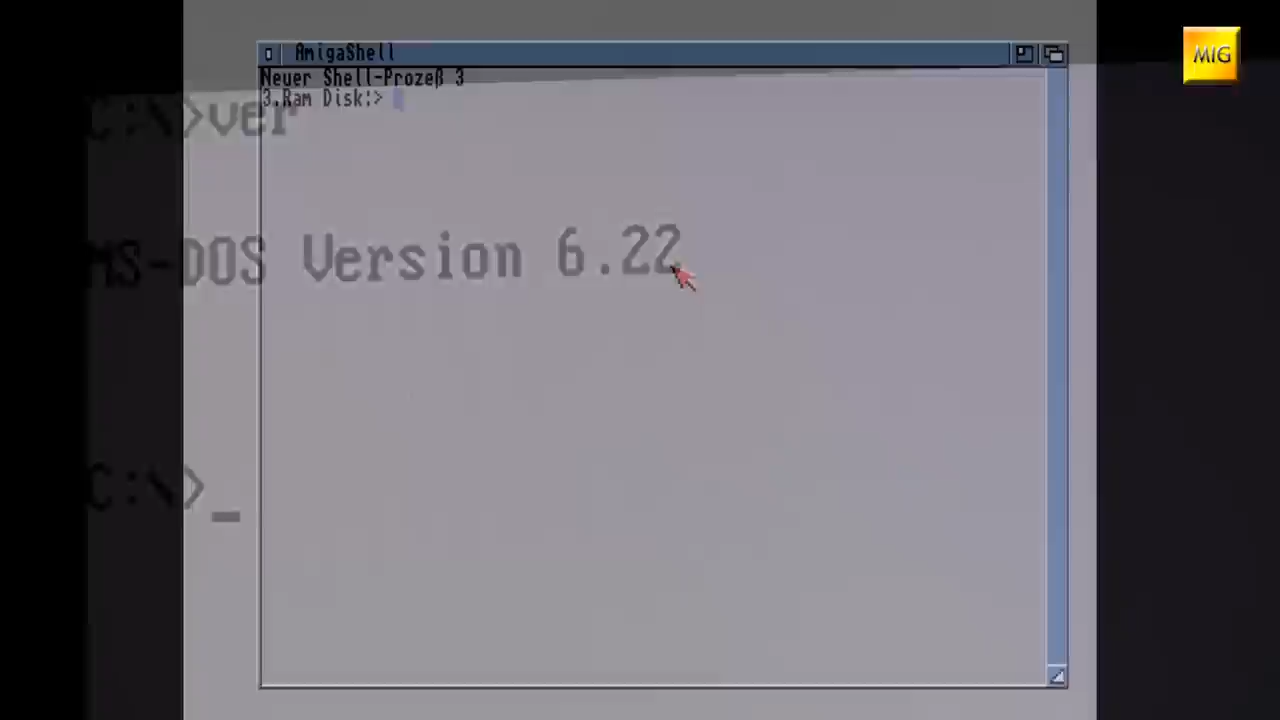 AmigaShell
Neuer Shell-Prozeß 3
3.Ram Disk:>
C:\>ver
MS-DOS Version 6.22
C:\>_
MIG